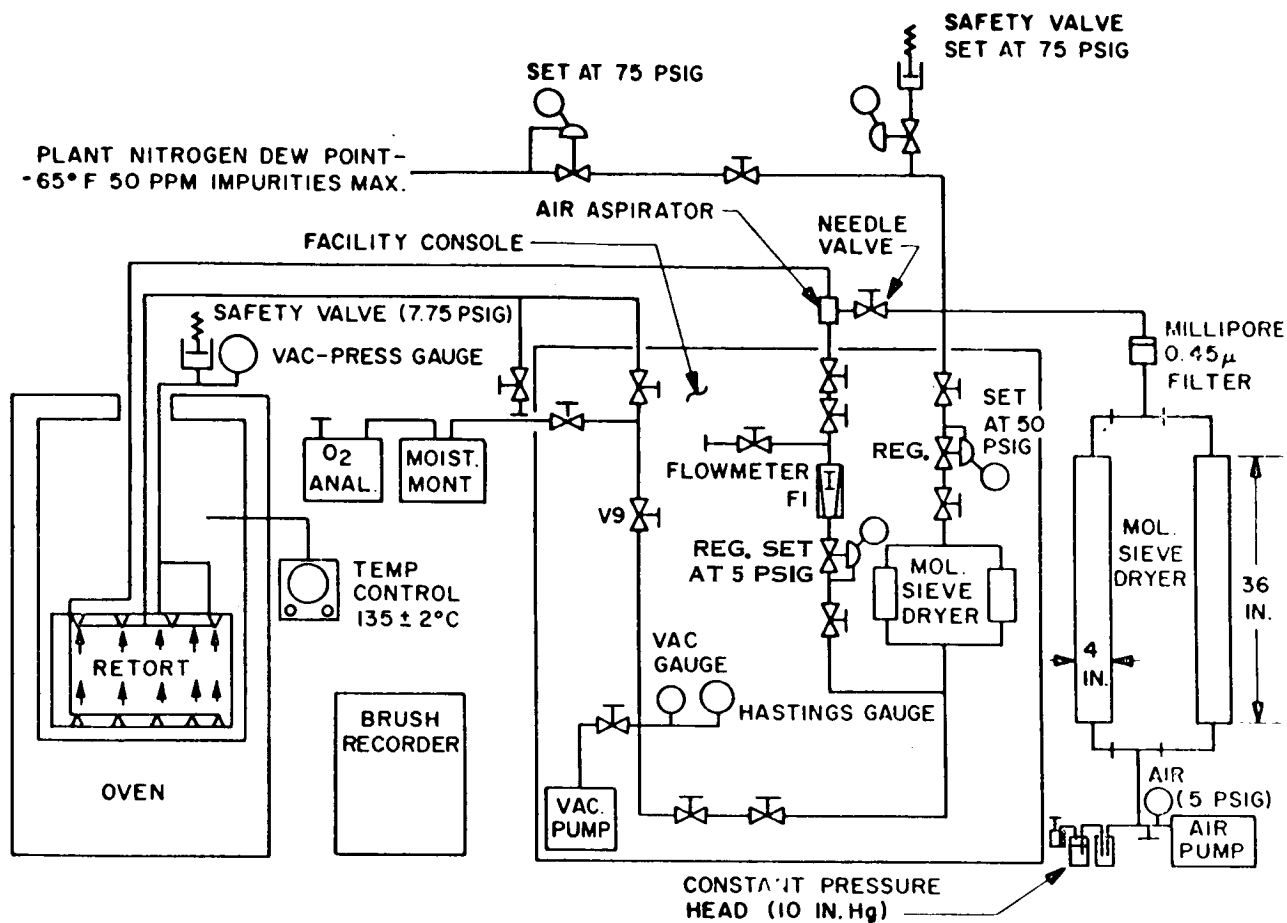 SAFETY VALVE
SET AT 75 PSIG
SET AT 75 PSIG
PLANT NITROGEN DEW POINT-
-65° F 50 PPM IMPURITIES MAX.
AIR ASPIRATOR
NEEDLE
VALVE
FACILITY CONSOLE
SAFETY VALVE (7.75 PSIG)
VAC-PRESS GAUGE
MILLIPORE
0.45μ
FILTER
SET
AT 50
PSIG
REG.
O2
ANAL.
MOIST.
MONT
FLOWMETER
F1
I
V9
REG. SET
AT 5 PSIG
MOL.
SIEVE
DRYER
MOL.
SIEVE
DRYER
36
IN.
4
IN.
TEMP
CONTROL
135 ± 2°C
RETORT
VAC
GAUGE
HASTINGS GAUGE
BRUSH
RECORDER
OVEN
VAC.
PUMP
AIR
(5 PSIG)
AIR
PUMP
CONSTANT PRESSURE
HEAD (10 IN. Hg)